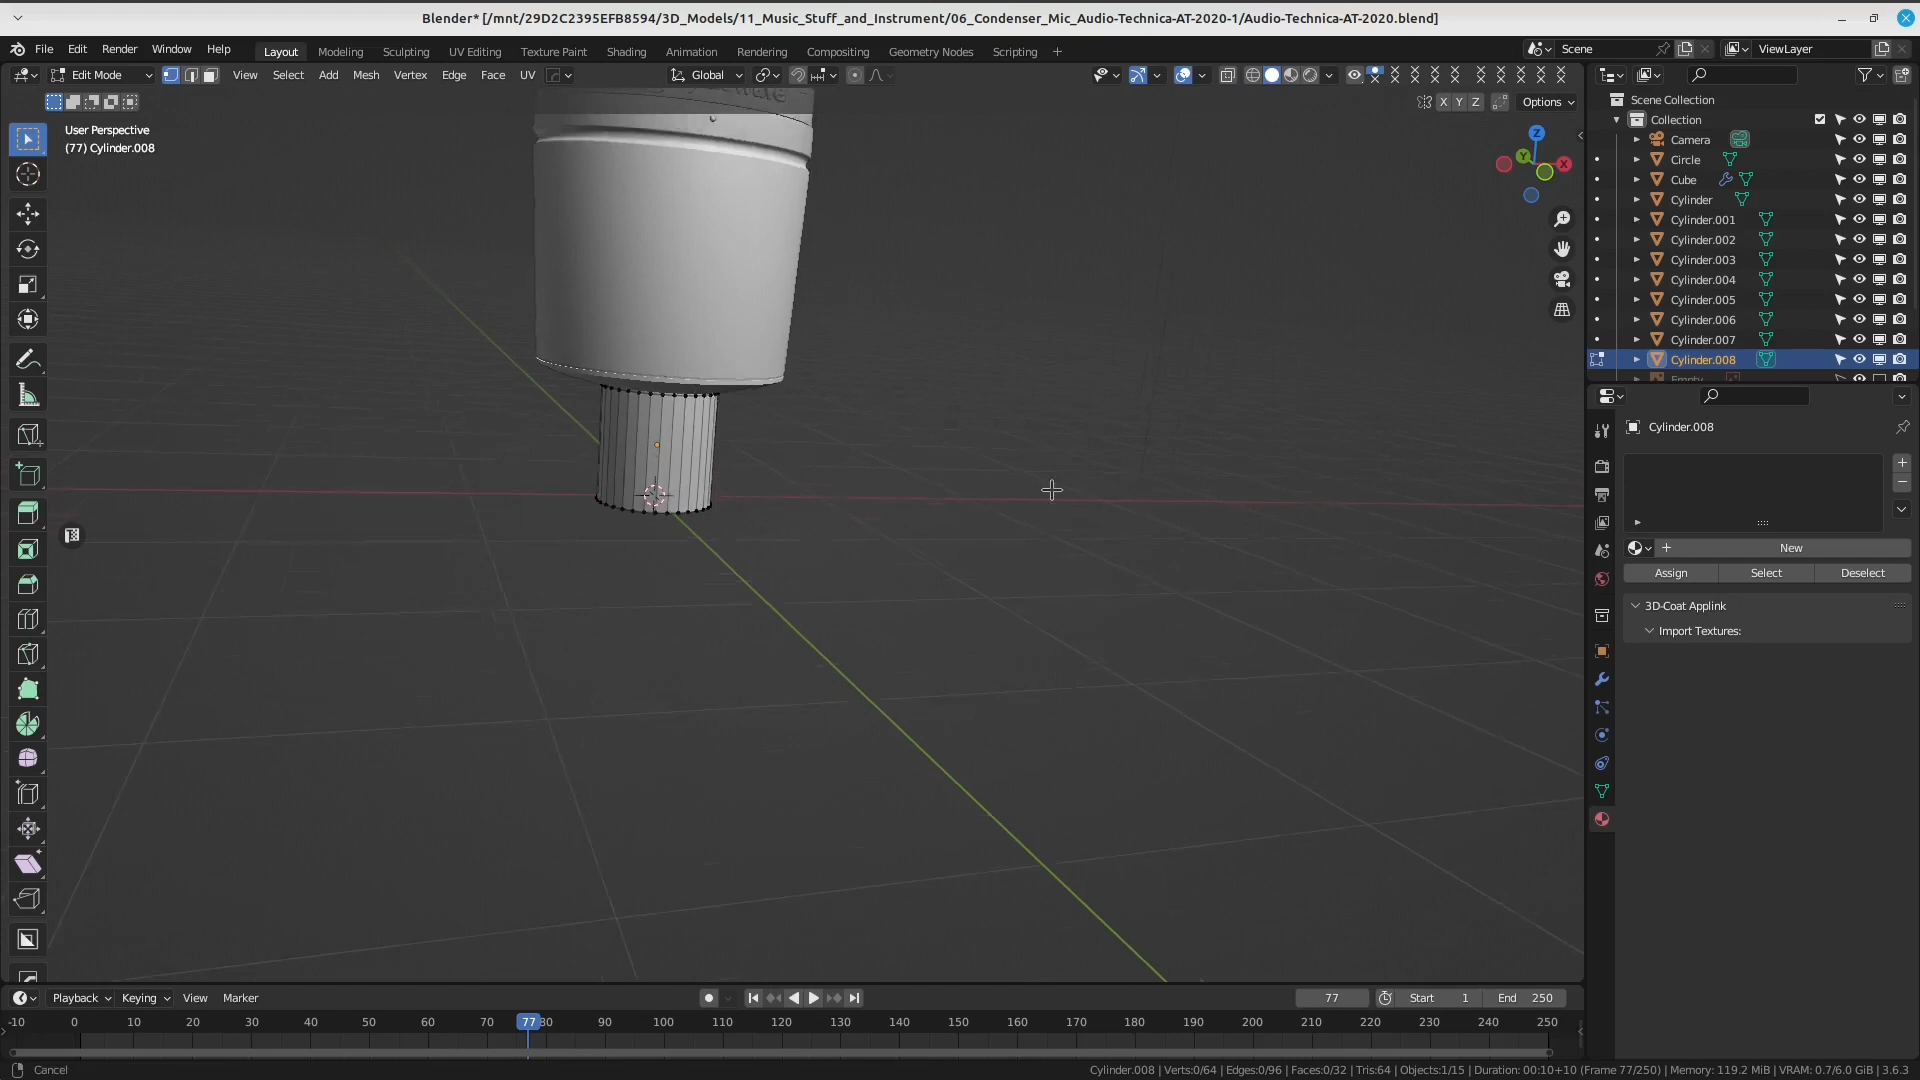 Blender* [/mnt/29D2C2395EFB8594/3D_Models/11_Music_Stuff_and_Instrument/06_Condenser_Mic_Audio-Technica-AT-2020-1/Audio-Technica-AT-2020.blend]
File Edit Render Window Help Layout Modeling Sculpting UV Editing Texture Paint Shading Animation Rendering Compositing Geometry Nodes Scripting + Scene ViewLayer
Edit Mode View Select Add Mesh Vertex Edge Face UV Global
X Y Z Options
User Perspective
(77) Cylinder.008
Z
Y
X
Scene Collection
Collection
Camera
Circle
Cube
Cylinder
Cylinder.001
Cylinder.002
Cylinder.003
Cylinder.004
Cylinder.005
Cylinder.006
Cylinder.007
Cylinder.008
Empty
Cylinder.008
New
Assign Select Deselect
3D-Coat Applink
Import Textures:
Playback Keying View Marker 77 Start 1 End 250
-10 0 10 20 30 40 50 60 70 77 80 90 100 110 120 130 140 150 160 170 180 190 200 210 220 230 240 250
Cancel Cylinder.008 | Verts:0/64 | Edges:0/96 | Faces:0/32 | Tris:64 | Objects:1/15 | Duration: 00:10+10 (Frame 77/250) | Memory: 119.2 MiB | VRAM: 0.7/6.0 GiB | 3.6.3